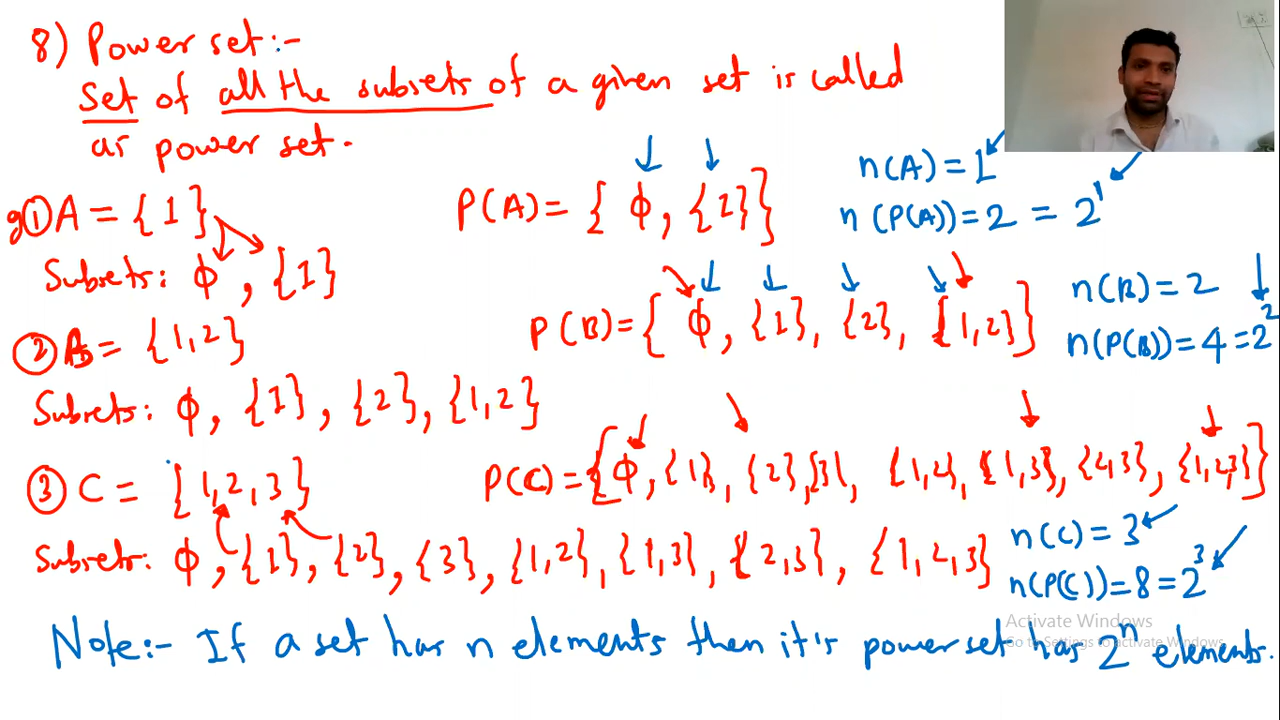 8) Power set:-
Set of all the subsets of a given set is called
as power set.
eg ① A = {1}
P(A) = { ϕ, {1}}
n(A) = 1
n(P(A)) = 2 = 2¹
Subsets: ϕ, {1}
② B = {1,2}
P(B) = { ϕ, {1}, {2}, {1,2}}
n(B) = 2
n(P(B)) = 4 = 2²
Subsets: ϕ, {1}, {2}, {1,2}
③ C = {1,2,3}
P(C) = {ϕ, {1}, {2}, {3}, {1,2}, {1,3}, {2,3}, {1,2,3}}
n(C) = 3
n(P(C)) = 8 = 2³
Subsets: ϕ, {1}, {2}, {3}, {1,2}, {1,3}, {2,3}, {1,2,3}
Note:- If a set has n elements then it's power set has 2ⁿ elements.
Activate Windows
Go to Settings to activate Windows.